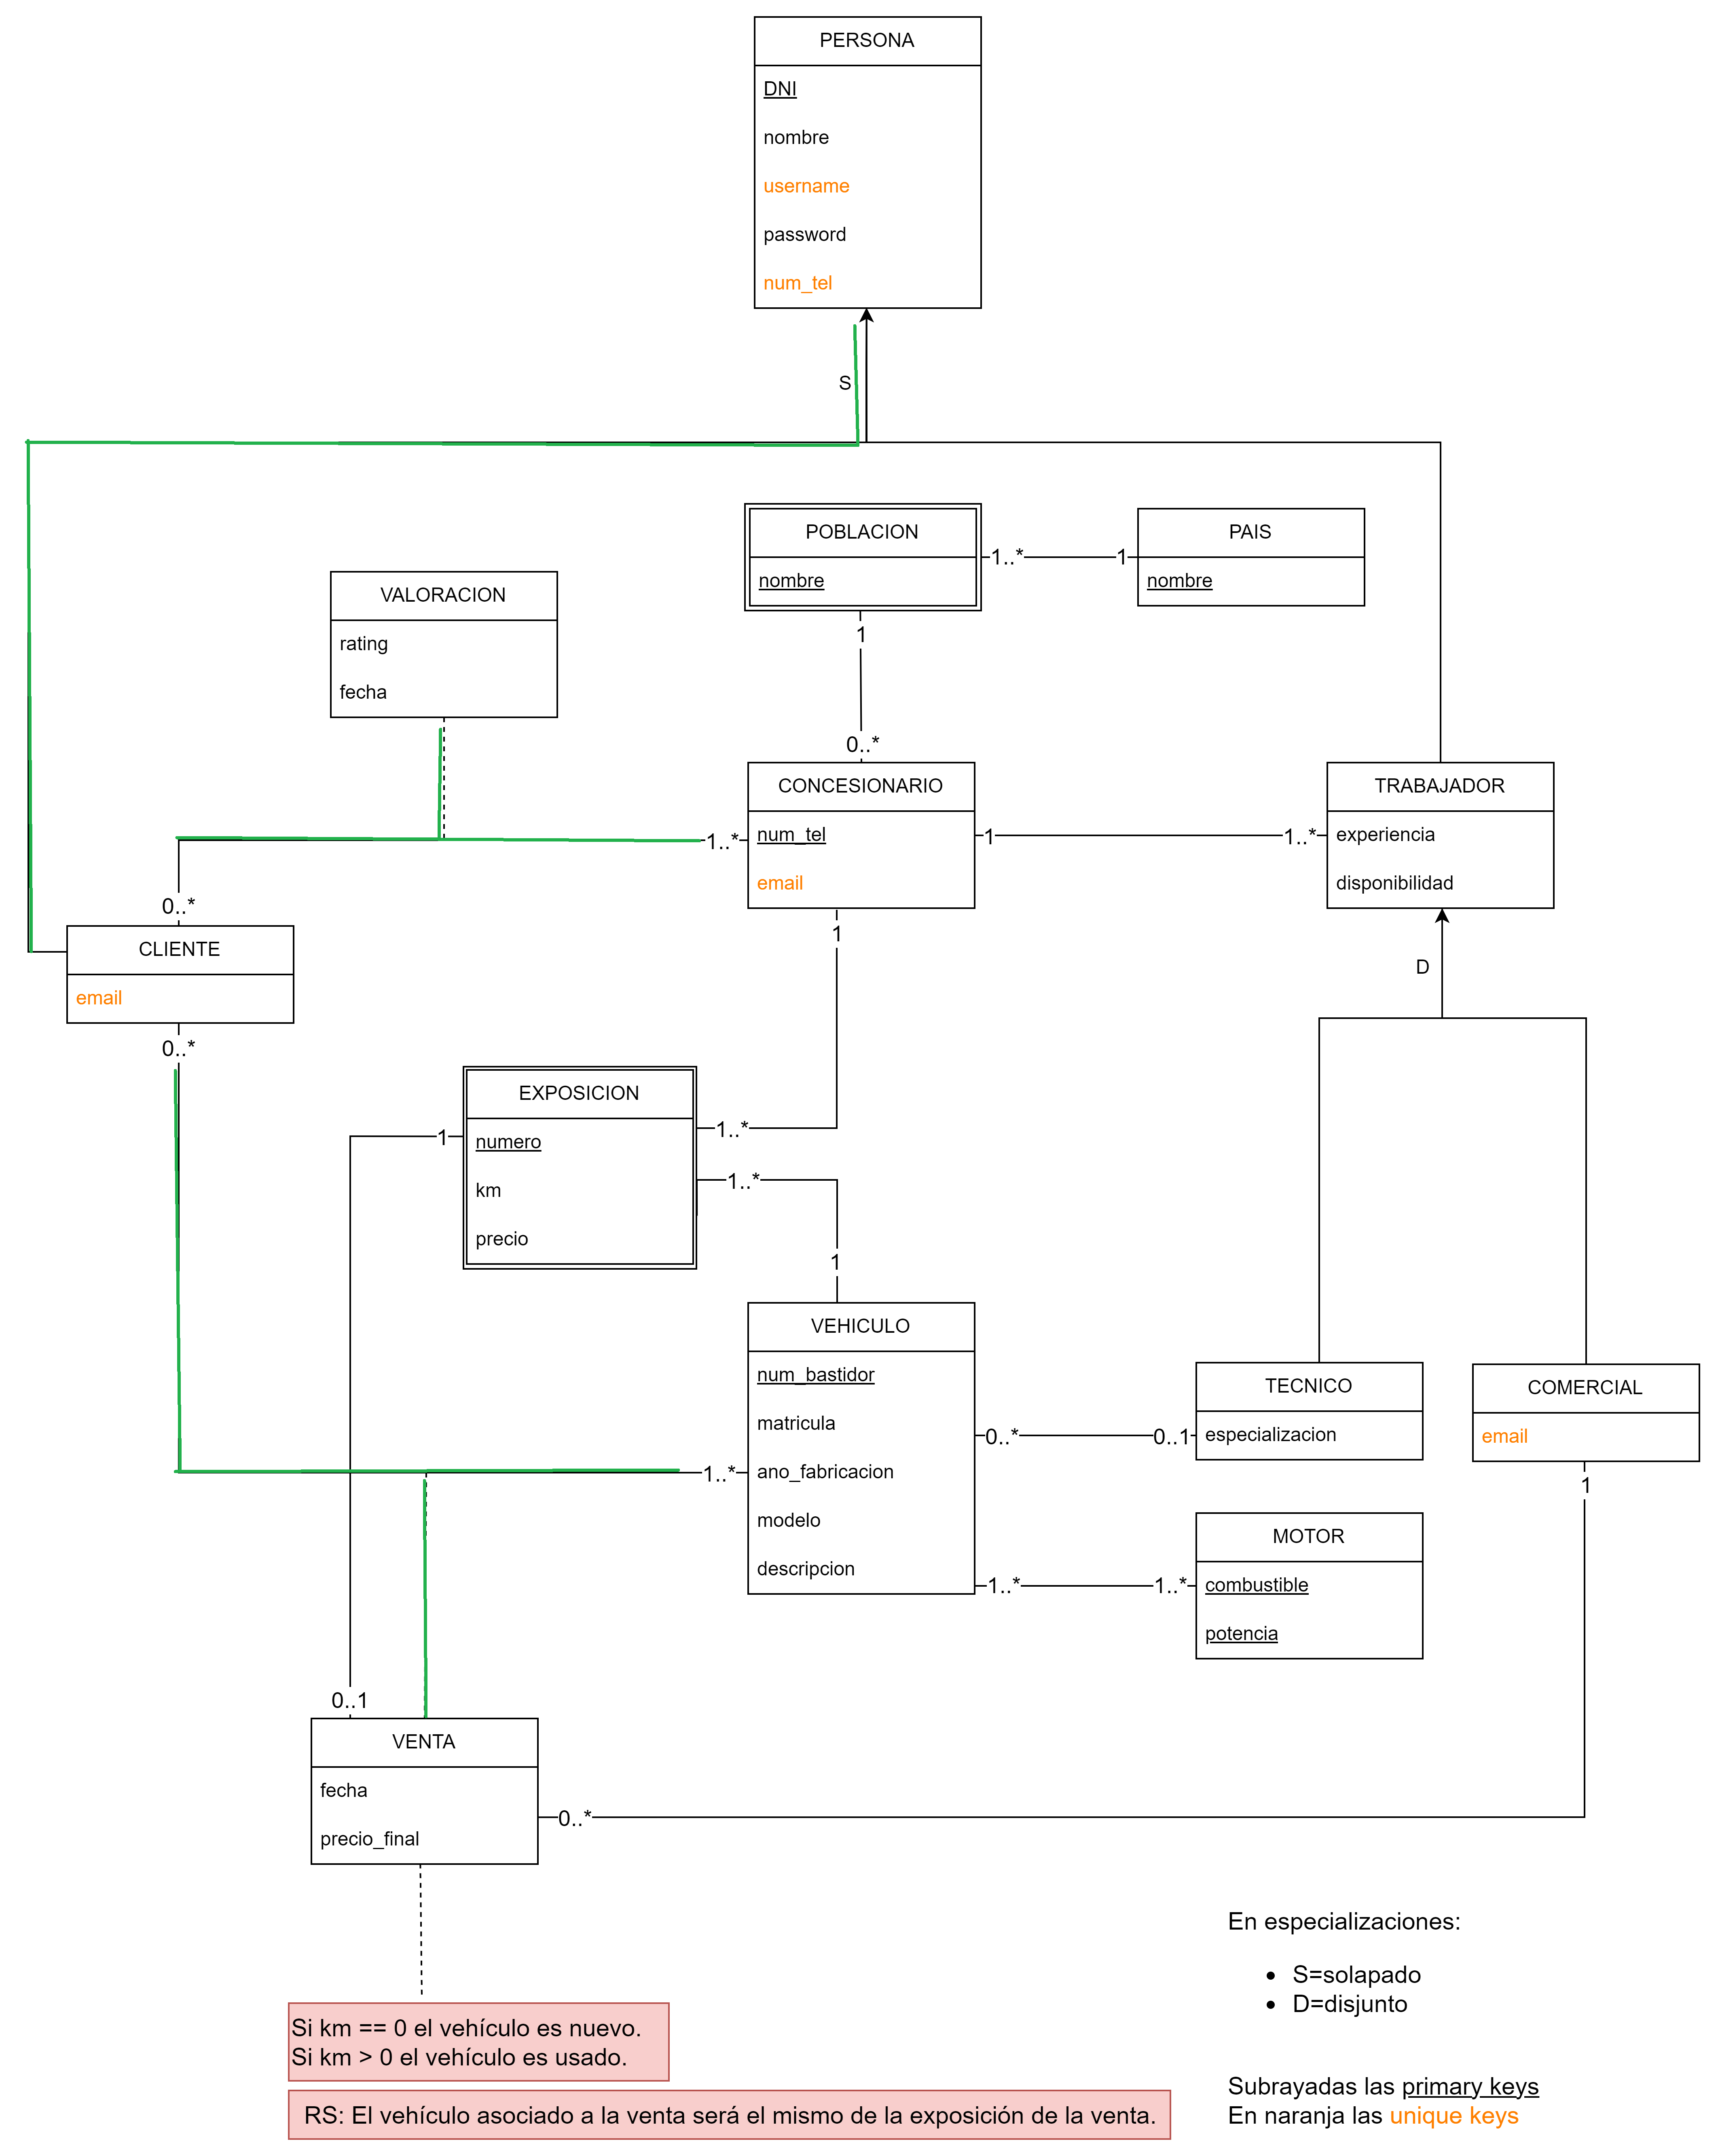 PERSONA
DNI
nombre
username
password
num_tel
S
POBLACION
nombre
1..*
1
PAIS
nombre
VALORACION
rating
fecha
1
0..*
CONCESIONARIO
num_tel
email
1..*
1
1..*
TRABAJADOR
experiencia
disponibilidad
0..*
CLIENTE
email
0..*
1
D
EXPOSICION
numero
km
precio
1
1..*
1..*
1
VEHICULO
num_bastidor
matricula
ano_fabricacion
modelo
descripcion
1..*
0..*
0..1
TECNICO
especializacion
COMERCIAL
email
1
1..*
1..*
MOTOR
combustible
potencia
0..1
VENTA
fecha
precio_final
0..*
Si km == 0 el vehículo es nuevo.
Si km > 0 el vehículo es usado.
RS: El vehículo asociado a la venta será el mismo de la exposición de la venta.
En especializaciones:
S=solapado
D=disjunto
Subrayadas las primary keys
En naranja las unique keys